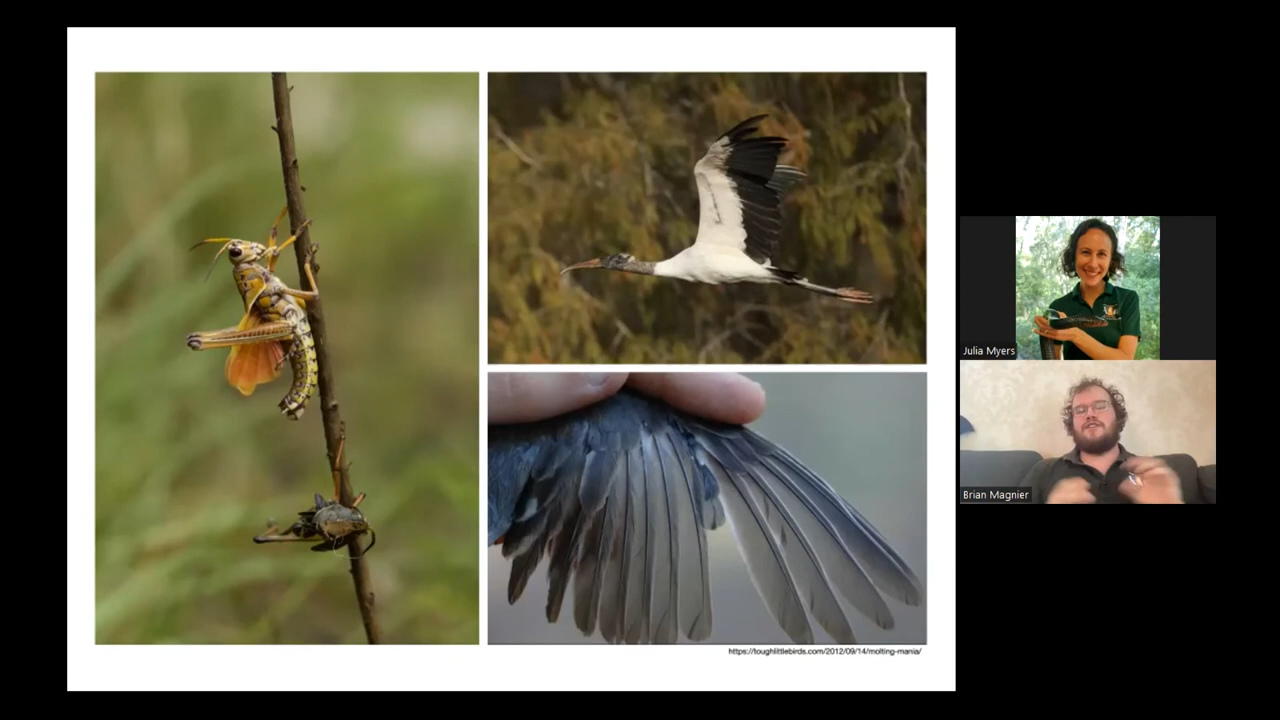 https://toughlittlebirds.com/2012/09/14/molting-mania/
Julia Myers
Brian Magnier